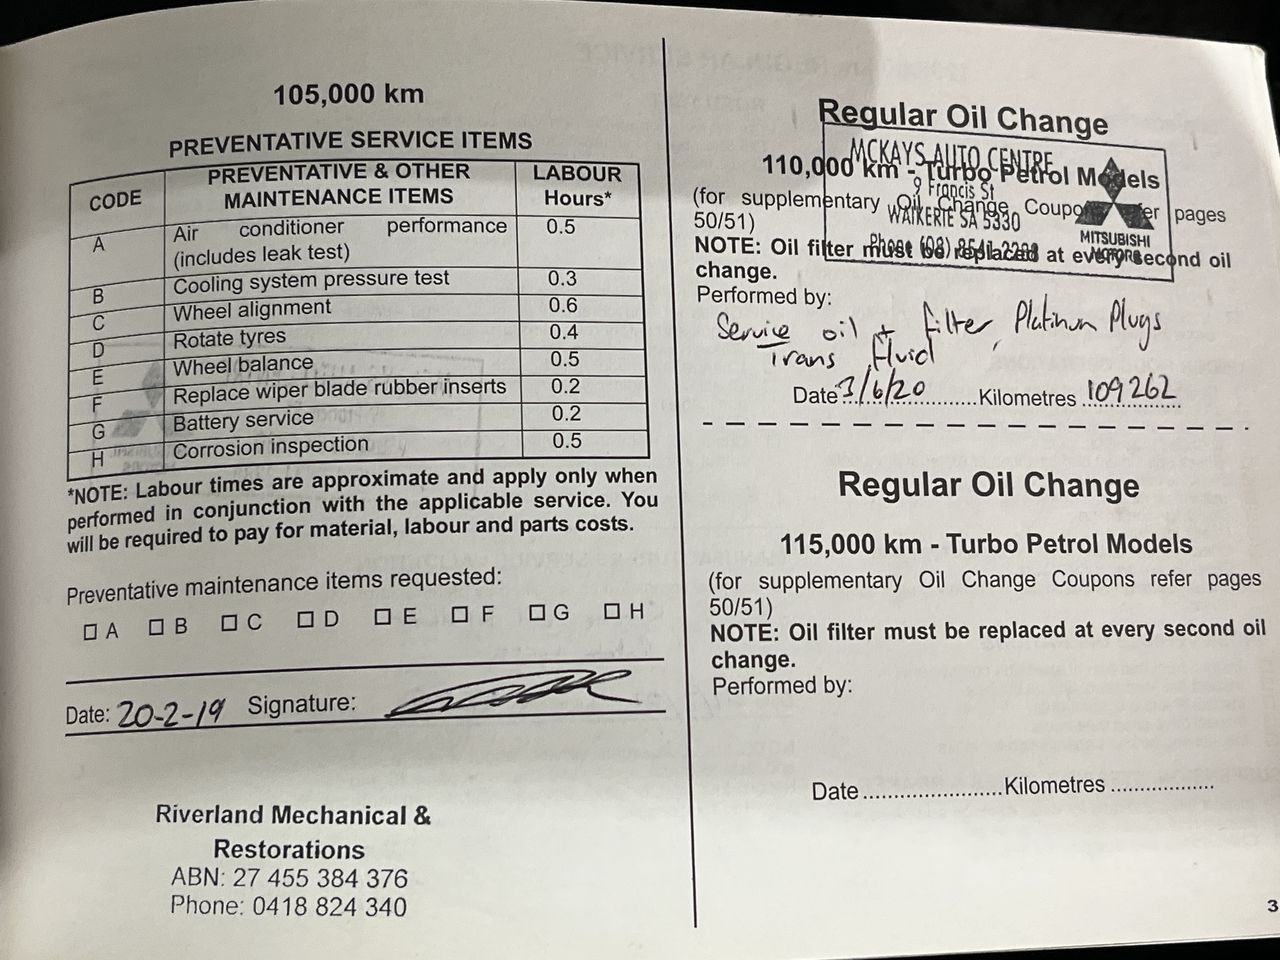 105,000 km
PREVENTATIVE SERVICE ITEMS
CODE PREVENTATIVE & OTHER MAINTENANCE ITEMS LABOUR Hours*
A Air conditioner performance (includes leak test) 0.5
B Cooling system pressure test 0.3
C Wheel alignment 0.6
D Rotate tyres 0.4
E Wheel balance 0.5
F Replace wiper blade rubber inserts 0.2
G Battery service 0.2
H Corrosion inspection 0.5
*NOTE: Labour times are approximate and apply only when
performed in conjunction with the applicable service. You
will be required to pay for material, labour and parts costs.
Preventative maintenance items requested:
A B C D E F G H
Date: 20-2-19 Signature:
Riverland Mechanical &
Restorations
ABN: 27 455 384 376
Phone: 0418 824 340
Regular Oil Change
MCKAYS AUTO CENTRE
9 Francis St
WAIKERIE SA 5330
Phone (08)
MITSUBISHI
MOTORS
110,000 km - Turbo Petrol Models
(for supplementary Oil Change Coupons refer pages
50/51)
NOTE: Oil filter must be replaced at every second oil
change.
Performed by:
Service oil + filter, Platinum Plugs
Trans fluid
Date 3/6/20 Kilometres 109262
Regular Oil Change
115,000 km - Turbo Petrol Models
(for supplementary Oil Change Coupons refer pages
50/51)
NOTE: Oil filter must be replaced at every second oil
change.
Performed by:
Date ...................... Kilometres .................
3